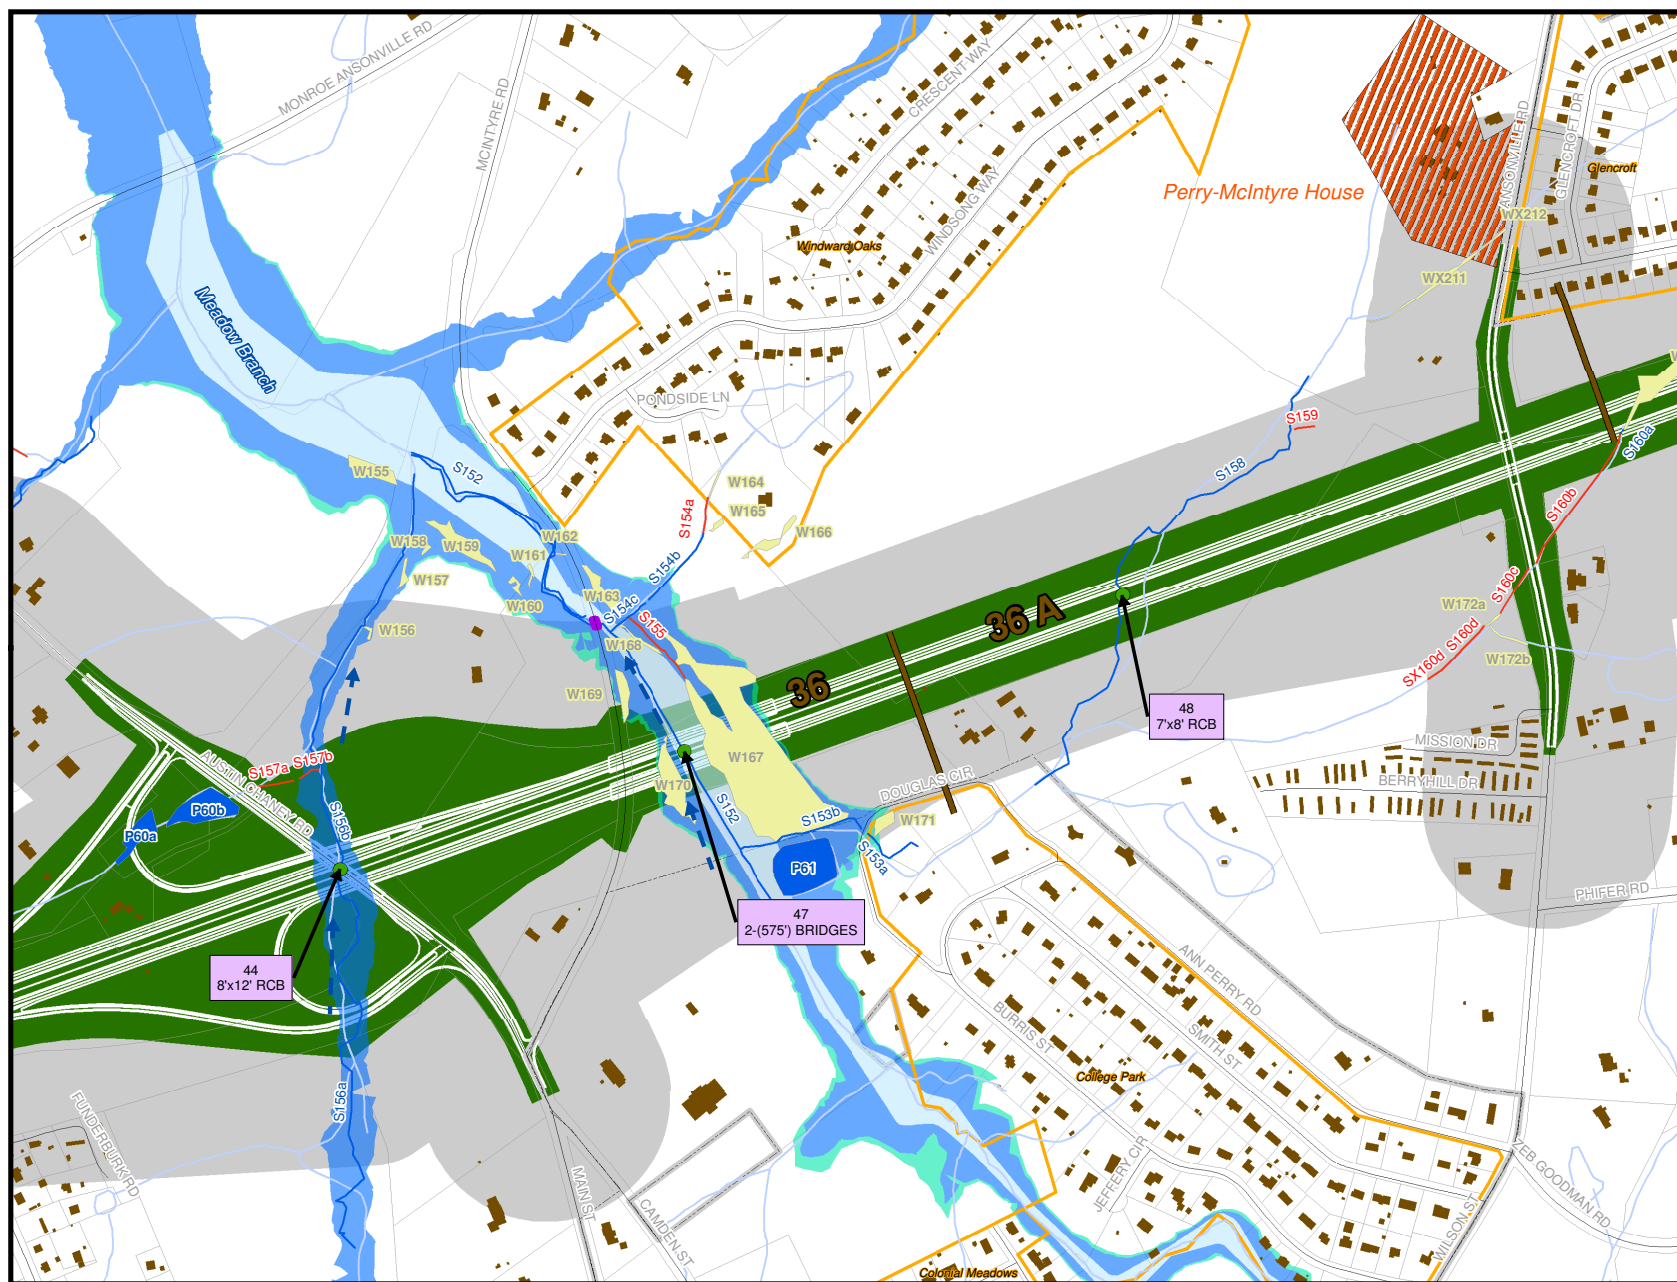 MONROE ANSONVILLE RD
MCINTYRE RD
CRESCENT WAY
WINDSONG WAY
Windward Oaks
Perry-McIntyre House
ANSONVILLE RD
GLENCROFT DR
Glencroft
WX212
WX211
Meadow Branch
PONDSIDE LN
S159
S158
S160a
S160b
S160c
S160d
SX160d
W172a
W172b
W155
S152
W164
W165
W166
S154a
S154b
S154c
S155
W158
W159
W157
W162
W161
W160
W163
W156
W168
W169
36 A
36
48
7'x8' RCB
W167
W170
S152
S153b
S153a
W171
P61
DOUGLAS CIR
MISSION DR
BERRYHILL DR
PHIFER RD
AUSTIN CHANEY RD
S157a
S157b
P60b
P60a
S156b
47
2-(575') BRIDGES
44
8'x12' RCB
S156a
FUNDERBURK RD
MAIN ST
CAMDEN ST
ANN PERRY RD
SMITH ST
BURRIS ST
College Park
JEFFERY CIR
WILSON ST
ZEB GOODMAN RD
Colonial Meadows